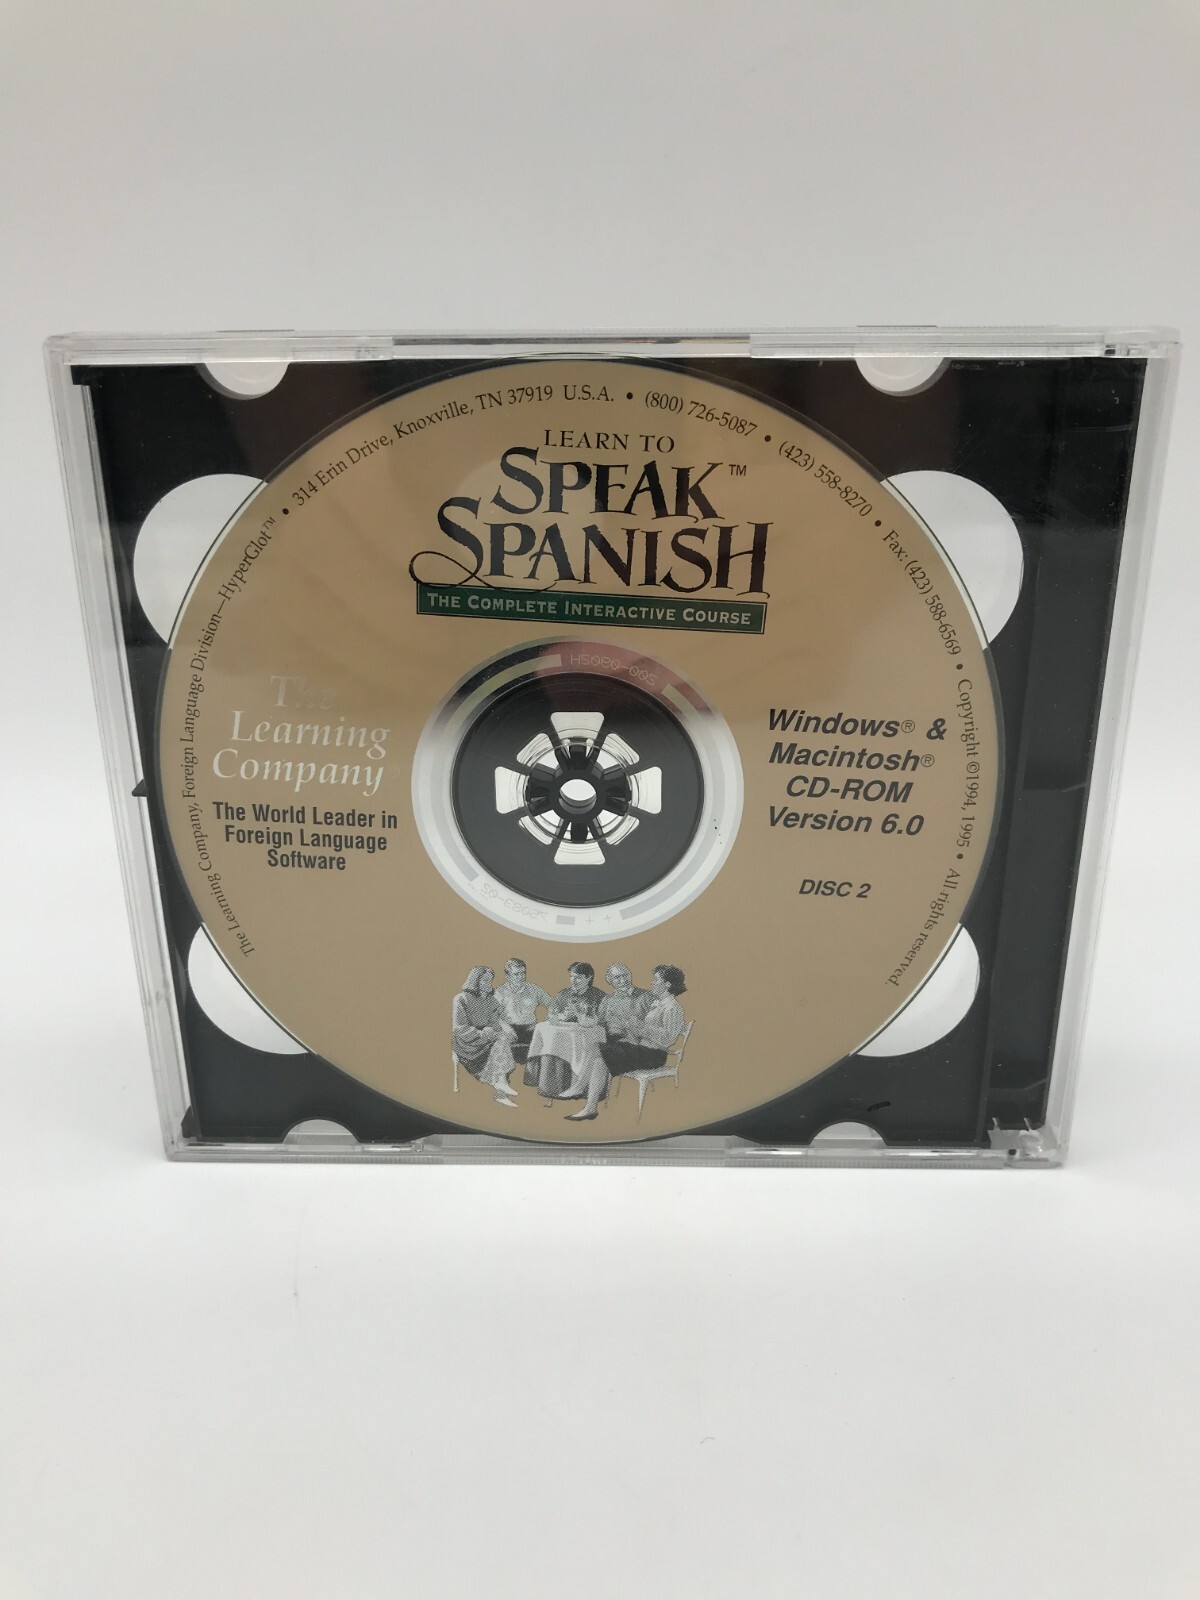 The Learning Company, Foreign Language Division—HyperGlot™ • 314 Erin Drive, Knoxville, TN 37919 U.S.A. • (800) 726-5087 • (423) 558-8270 • Fax: (423) 588-6569 • Copyright ©1994, 1995 • All rights reserved.
LEARN TO
SPEAK™
SPANISH
THE COMPLETE INTERACTIVE COURSE
The
Learning
Company®
The World Leader in
Foreign Language
Software
Windows® &
Macintosh®
CD-ROM
Version 6.0
DISC 2